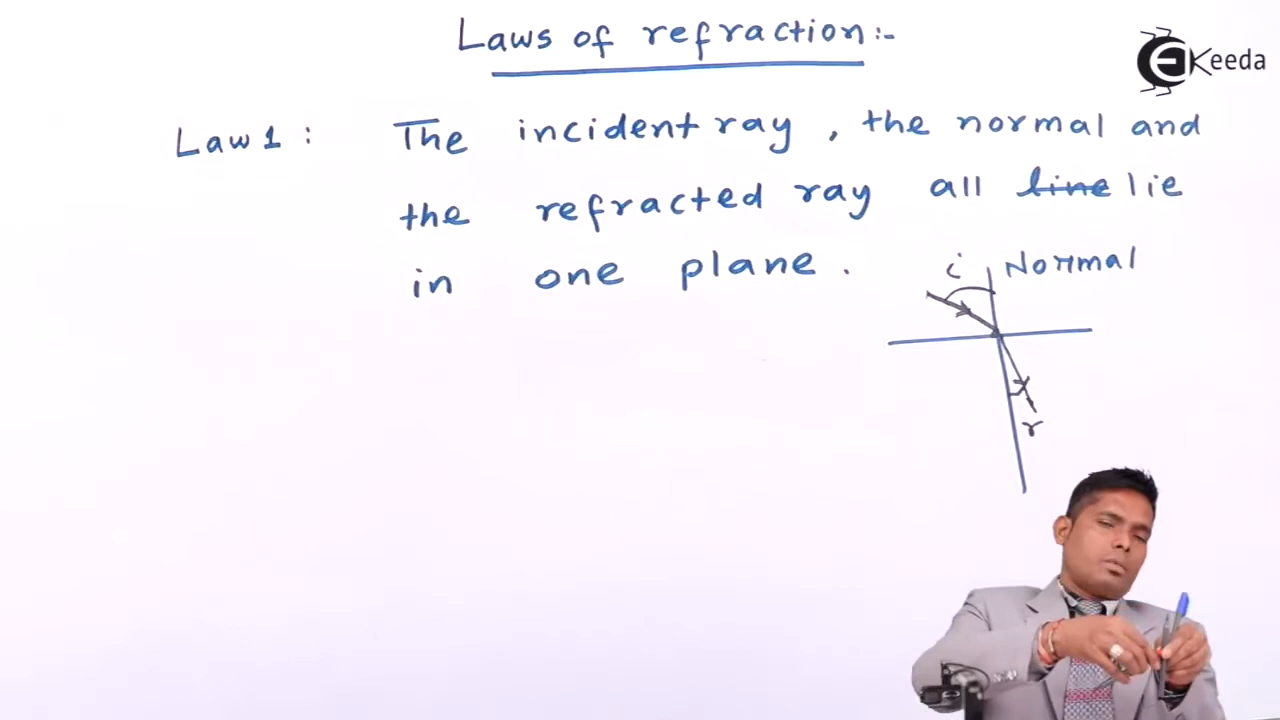 Laws of refraction:-
EKeeda
Law 1 : The incident ray, the normal and
the refracted ray all line lie
in one plane.
i Normal
r